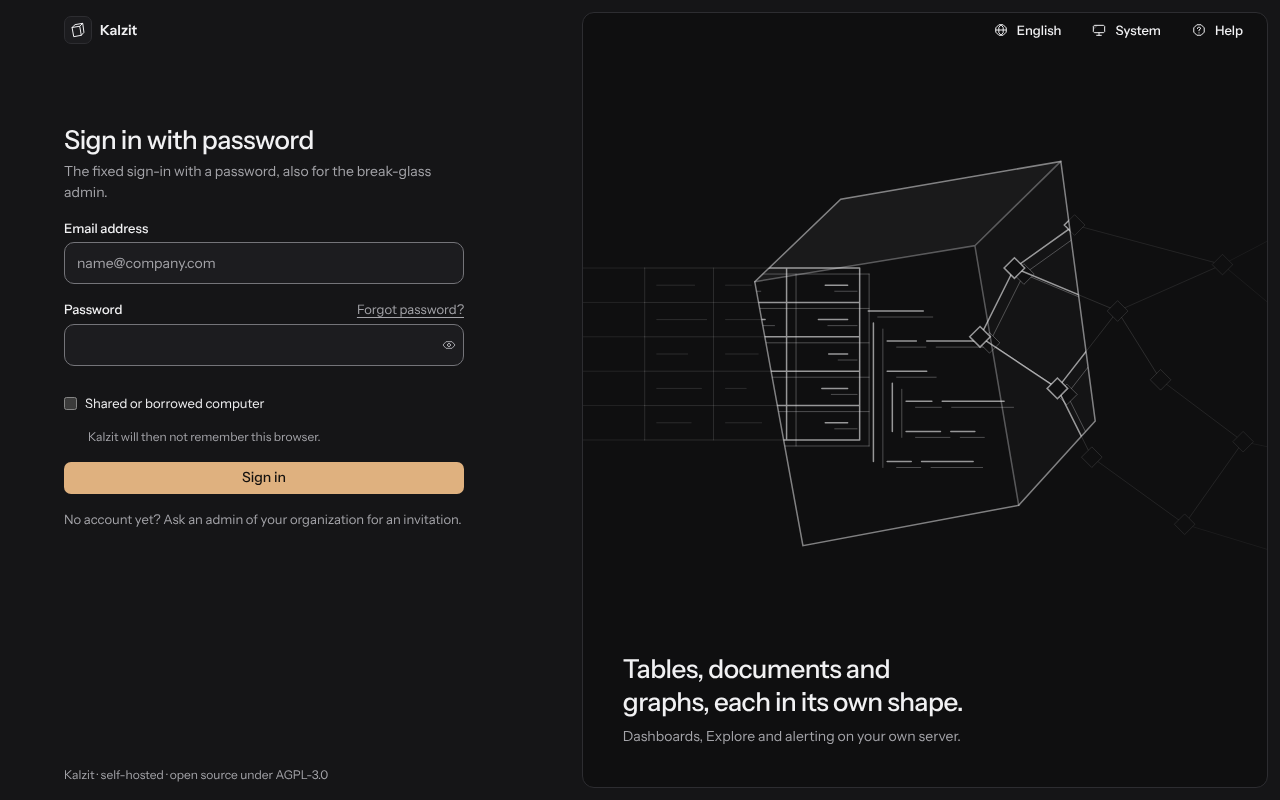 Kalzit
English
System
Help
Sign in with password
The fixed sign-in with a password, also for the break-glass
admin.
Email address
name@company.com
Password
Forgot password?
Shared or borrowed computer
Kalzit will then not remember this browser.
Sign in
No account yet? Ask an admin of your organization for an invitation.
Tables, documents and
graphs, each in its own shape.
Dashboards, Explore and alerting on your own server.
Kalzit · self-hosted · open source under AGPL-3.0